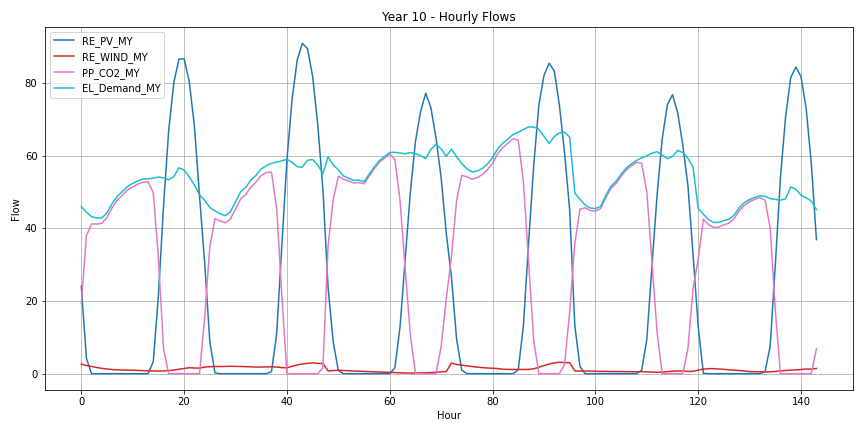 Year 10 - Hourly Flows
RE_PV_MY
RE_WIND_MY
PP_CO2_MY
EL_Demand_MY
Flow
80
60
40
20
0
0 20 40 60 80 100 120 140
Hour